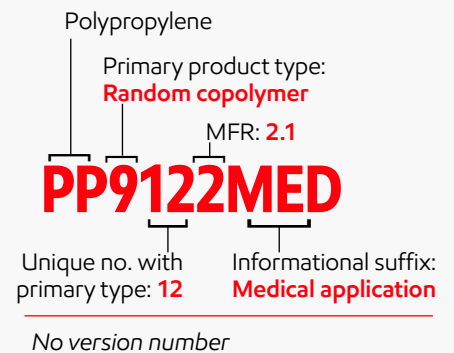 Polypropylene
Primary product type:
Random copolymer
MFR: 2.1
PP9122MED
Unique no. with
primary type: 12
Informational suffix:
Medical application
No version number